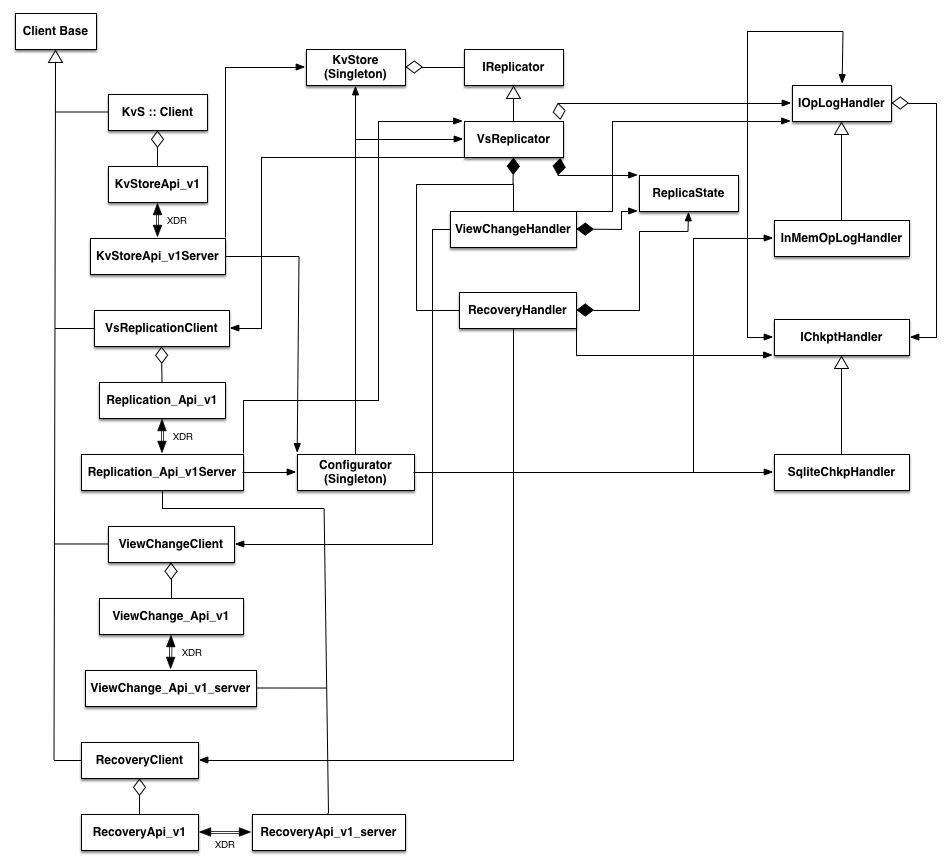 Client Base
KvStore
(Singleton)
IReplicator
IOpLogHandler
KvS :: Client
VsReplicator
KvStoreApi_v1
ReplicaState
XDR
ViewChangeHandler
InMemOpLogHandler
KvStoreApi_v1Server
RecoveryHandler
VsReplicationClient
IChkptHandler
Replication_Api_v1
XDR
Replication_Api_v1Server
Configurator
(Singleton)
SqliteChkpHandler
ViewChangeClient
ViewChange_Api_v1
XDR
ViewChange_Api_v1_server
RecoveryClient
RecoveryApi_v1
RecoveryApi_v1_server
XDR